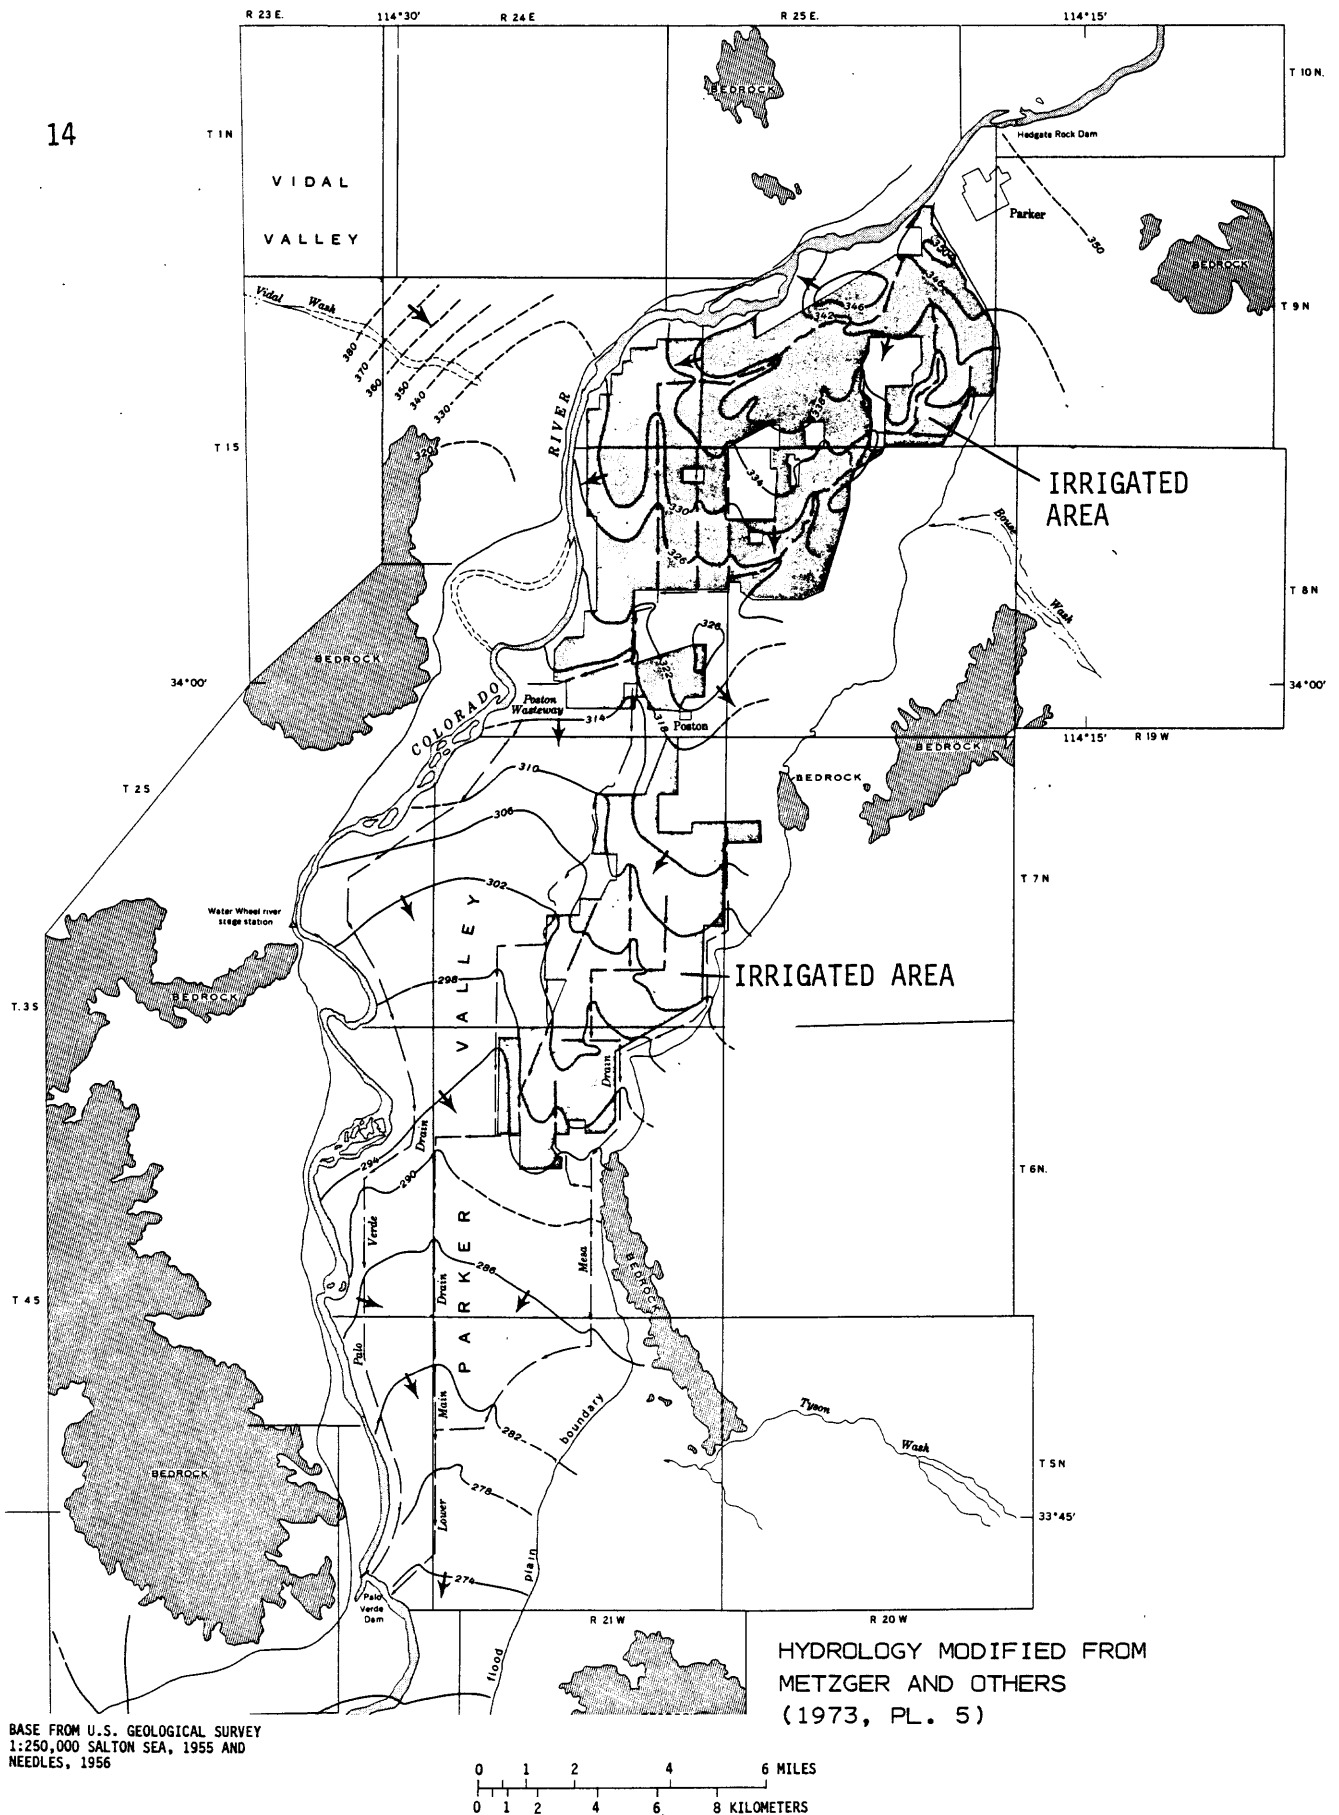 R 23 E.
114°30'
R 24 E
R 25 E.
114°15'
T 10 N.
BEDROCK
14
T 1 N
Hedgate Rock Dam
VIDAL
VALLEY
Parker
350
BEDROCK
350
346
Vidal Wash
346
342
T 9 N
380
370
360
350
340
330
338
RIVER
T 1 S
320
334
IRRIGATED
AREA
330
Bouse
Wash
326
T 8 N
326
BEDROCK
322
34°00'
34°00'
COLORADO
Poston
Wasteway
314
318
Poston
BEDROCK
114°15'
R 19 W
310
BEDROCK
T 2 S
306
302
T 7 N
Water Wheel river
stage station
VALLEY
298
IRRIGATED AREA
BEDROCK
T. 3 S
Drain
Drain
294
290
T 6 N.
Verde
PARKER
Mesa
286
BEDROCK
Drain
T 4 S
Palo
Main
boundary
Tyson
Wash
282
BEDROCK
T 5 N
278
Lower
33°45'
plain
274
Palo
Verde
Dam
R 21 W
R 20 W
flood
HYDROLOGY MODIFIED FROM
METZGER AND OTHERS
(1973, PL. 5)
BASE FROM U.S. GEOLOGICAL SURVEY
1:250,000 SALTON SEA, 1955 AND
NEEDLES, 1956
0 1 2 4 6 MILES
0 1 2 4 6 8 KILOMETERS